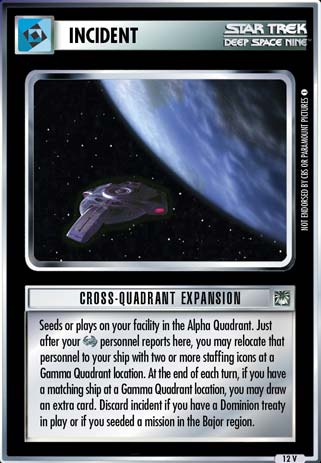 INCIDENT
STAR TREK
DEEP SPACE NINE™
NOT ENDORSED BY CBS OR PARAMOUNT PICTURES
CROSS-QUADRANT EXPANSION
Seeds or plays on your facility in the Alpha Quadrant. Just
after your personnel reports here, you may relocate that
personnel to your ship with two or more staffing icons at a
Gamma Quadrant location. At the end of each turn, if you have
a matching ship at a Gamma Quadrant location, you may draw
an extra card. Discard incident if you have a Dominion treaty
in play or if you seeded a mission in the Bajor region.
12 V